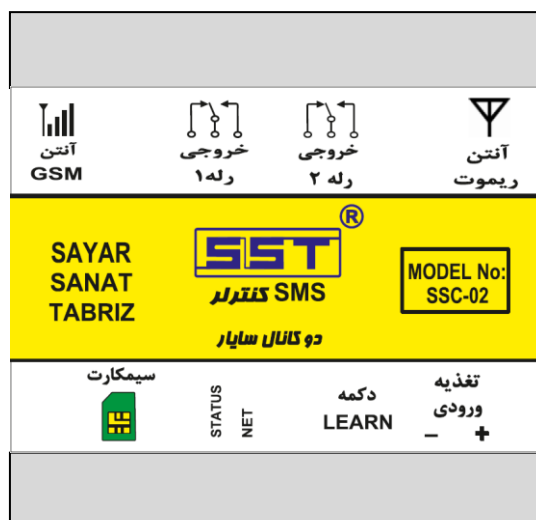 آنتن
GSM
خروجی
رله۱
خروجی
رله ۲
آنتن
ریموت
SAYAR
SANAT
TABRIZ
®
SST
SMS کنترلر
دو کانال سایار
MODEL No:
SSC-02
سیمکارت
STATUS
NET
دکمه
LEARN
تغذیه
ورودی
– +